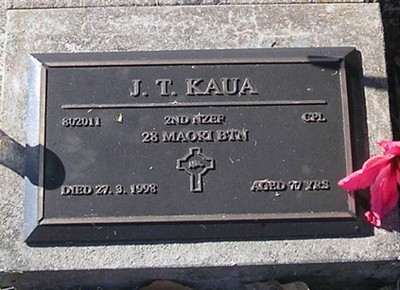 J. T. KAUA
802011 2ND NZEF CPL
28 MAORI BTN
DIED 27. 3. 1998 AGED 77 YRS